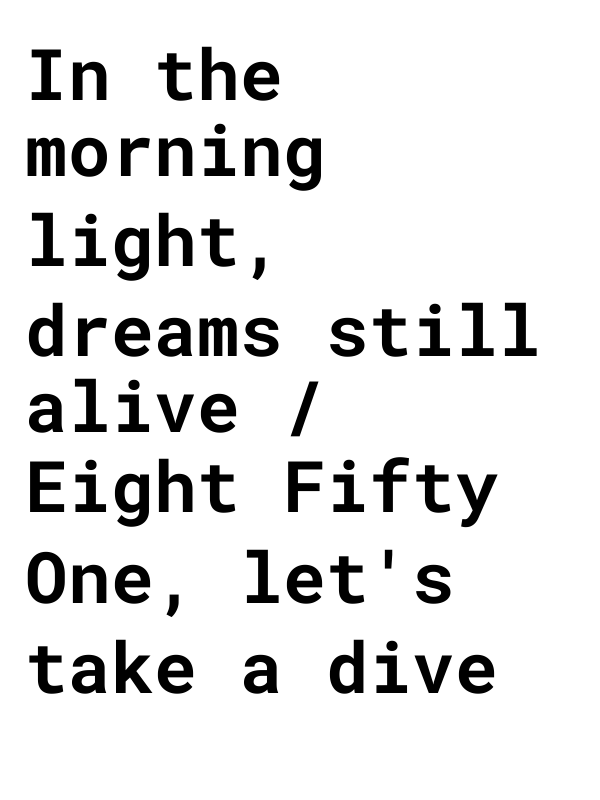 In the
morning
light,
dreams still
alive /
Eight Fifty
One, let's
take a dive